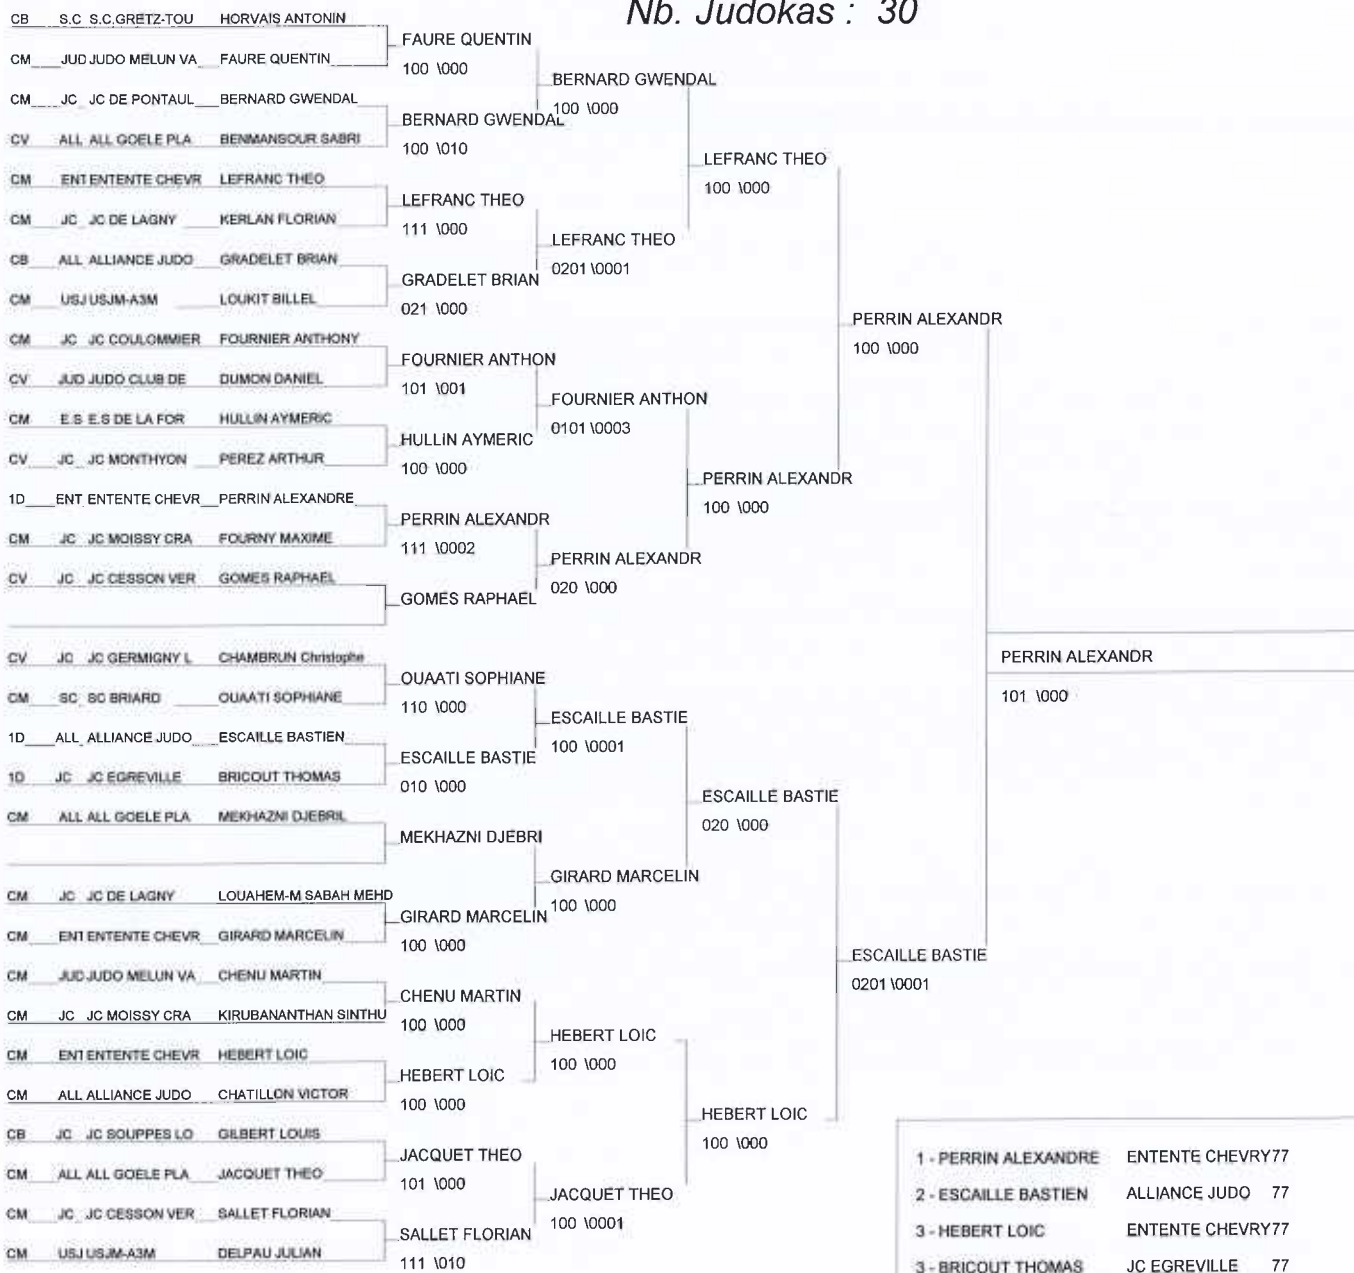 Nb. Judokas : 30
CB S.C S.C.GRETZ-TOU HORVAIS ANTONIN
FAURE QUENTIN
CM JUD JUDO MELUN VA FAURE QUENTIN
100 \000
BERNARD GWENDAL
CM JC JC DE PONTAUL BERNARD GWENDAL
100 \000
BERNARD GWENDAL
CV ALL ALL GOELE PLA BENMANSOUR SABRI
100 \010
LEFRANC THEO
CM ENT ENTENTE CHEVR LEFRANC THEO
100 \000
LEFRANC THEO
CM JC JC DE LAGNY KERLAN FLORIAN
111 \000
LEFRANC THEO
CB ALL ALLIANCE JUDO GRADELET BRIAN
0201 \0001
GRADELET BRIAN
CM USJ USJM-A3M LOUKIT BILLEL
021 \000
PERRIN ALEXANDR
CM JC JC COULOMMIER FOURNIER ANTHONY
100 \000
FOURNIER ANTHON
CV JUD JUDO CLUB DE DUMON DANIEL
101 \001
FOURNIER ANTHON
CM E.S E.S DE LA FOR HULLIN AYMERIC
0101 \0003
HULLIN AYMERIC
CV JC JC MONTHYON PEREZ ARTHUR
100 \000
PERRIN ALEXANDR
1D ENT ENTENTE CHEVR PERRIN ALEXANDRE
100 \000
PERRIN ALEXANDR
CM JC JC MOISSY CRA FOURNY MAXIME
111 \0002
PERRIN ALEXANDR
CV JC JC CESSON VER GOMES RAPHAEL
020 \000
GOMES RAPHAEL
CV JC JC GERMIGNY L CHAMBRUN Christophe
PERRIN ALEXANDR
OUAATI SOPHIANE
CM SC SC BRIARD OUAATI SOPHIANE
101 \000
110 \000
ESCAILLE BASTIE
1D ALL ALLIANCE JUDO ESCAILLE BASTIEN
100 \0001
ESCAILLE BASTIE
1D JC JC EGREVILLE BRICOUT THOMAS
010 \000
ESCAILLE BASTIE
CM ALL ALL GOELE PLA MEKHAZNI DJEBRIL
020 \000
MEKHAZNI DJEBRI
GIRARD MARCELIN
CM JC JC DE LAGNY LOUAHEM-M SABAH MEHD
100 \000
GIRARD MARCELIN
CM ENT ENTENTE CHEVR GIRARD MARCELIN
100 \000
ESCAILLE BASTIE
CM JUD JUDO MELUN VA CHENU MARTIN
0201 \0001
CHENU MARTIN
CM JC JC MOISSY CRA KIRUBANANTHAN SINTHU
100 \000
HEBERT LOIC
CM ENT ENTENTE CHEVR HEBERT LOIC
100 \000
HEBERT LOIC
CM ALL ALLIANCE JUDO CHATILLON VICTOR
100 \000
HEBERT LOIC
CB JC JC SOUPPES LO GILBERT LOUIS
100 \000
JACQUET THEO
CM ALL ALL GOELE PLA JACQUET THEO
101 \000
JACQUET THEO
CM JC JC CESSON VER SALLET FLORIAN
100 \0001
SALLET FLORIAN
CM USJ USJM-A3M DELPAU JULIAN
111 \010
1 - PERRIN ALEXANDRE ENTENTE CHEVRY77
2 - ESCAILLE BASTIEN ALLIANCE JUDO 77
3 - HEBERT LOIC ENTENTE CHEVRY77
3 - BRICOUT THOMAS JC EGREVILLE 77